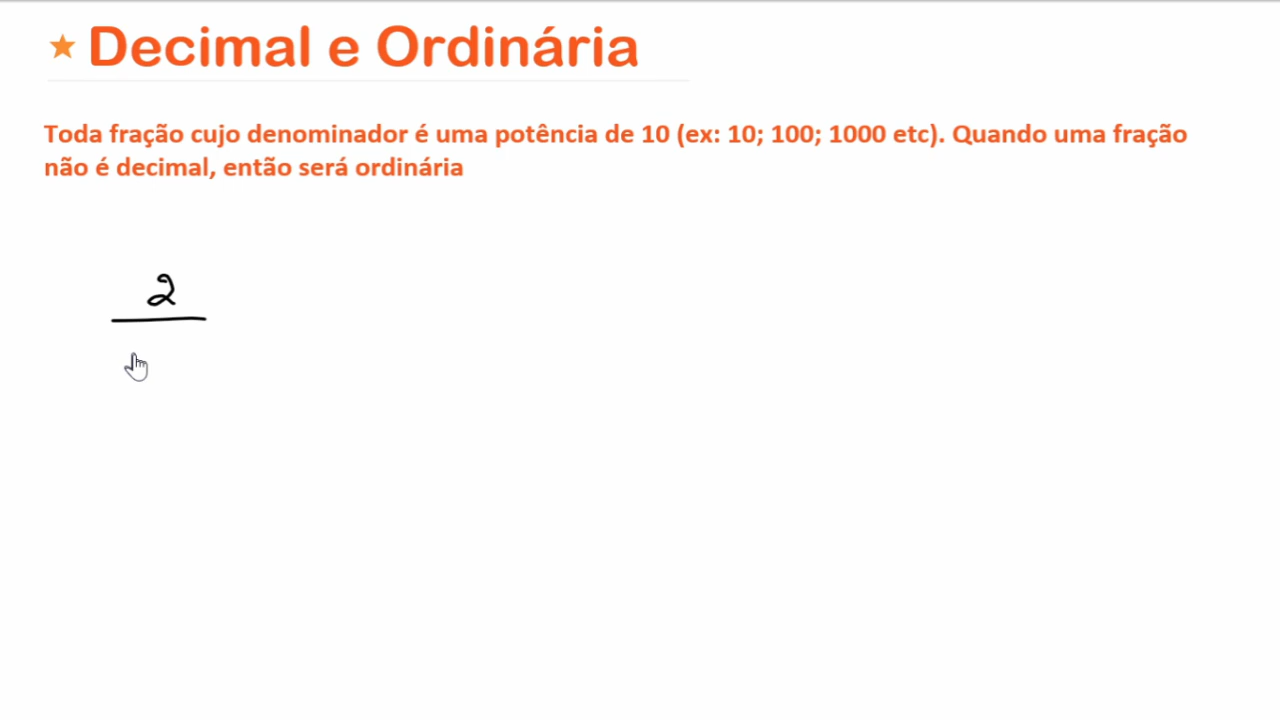 Decimal e Ordinária
Toda fração cujo denominador é uma potência de 10 (ex: 10; 100; 1000 etc). Quando uma fração
não é decimal, então será ordinária
2